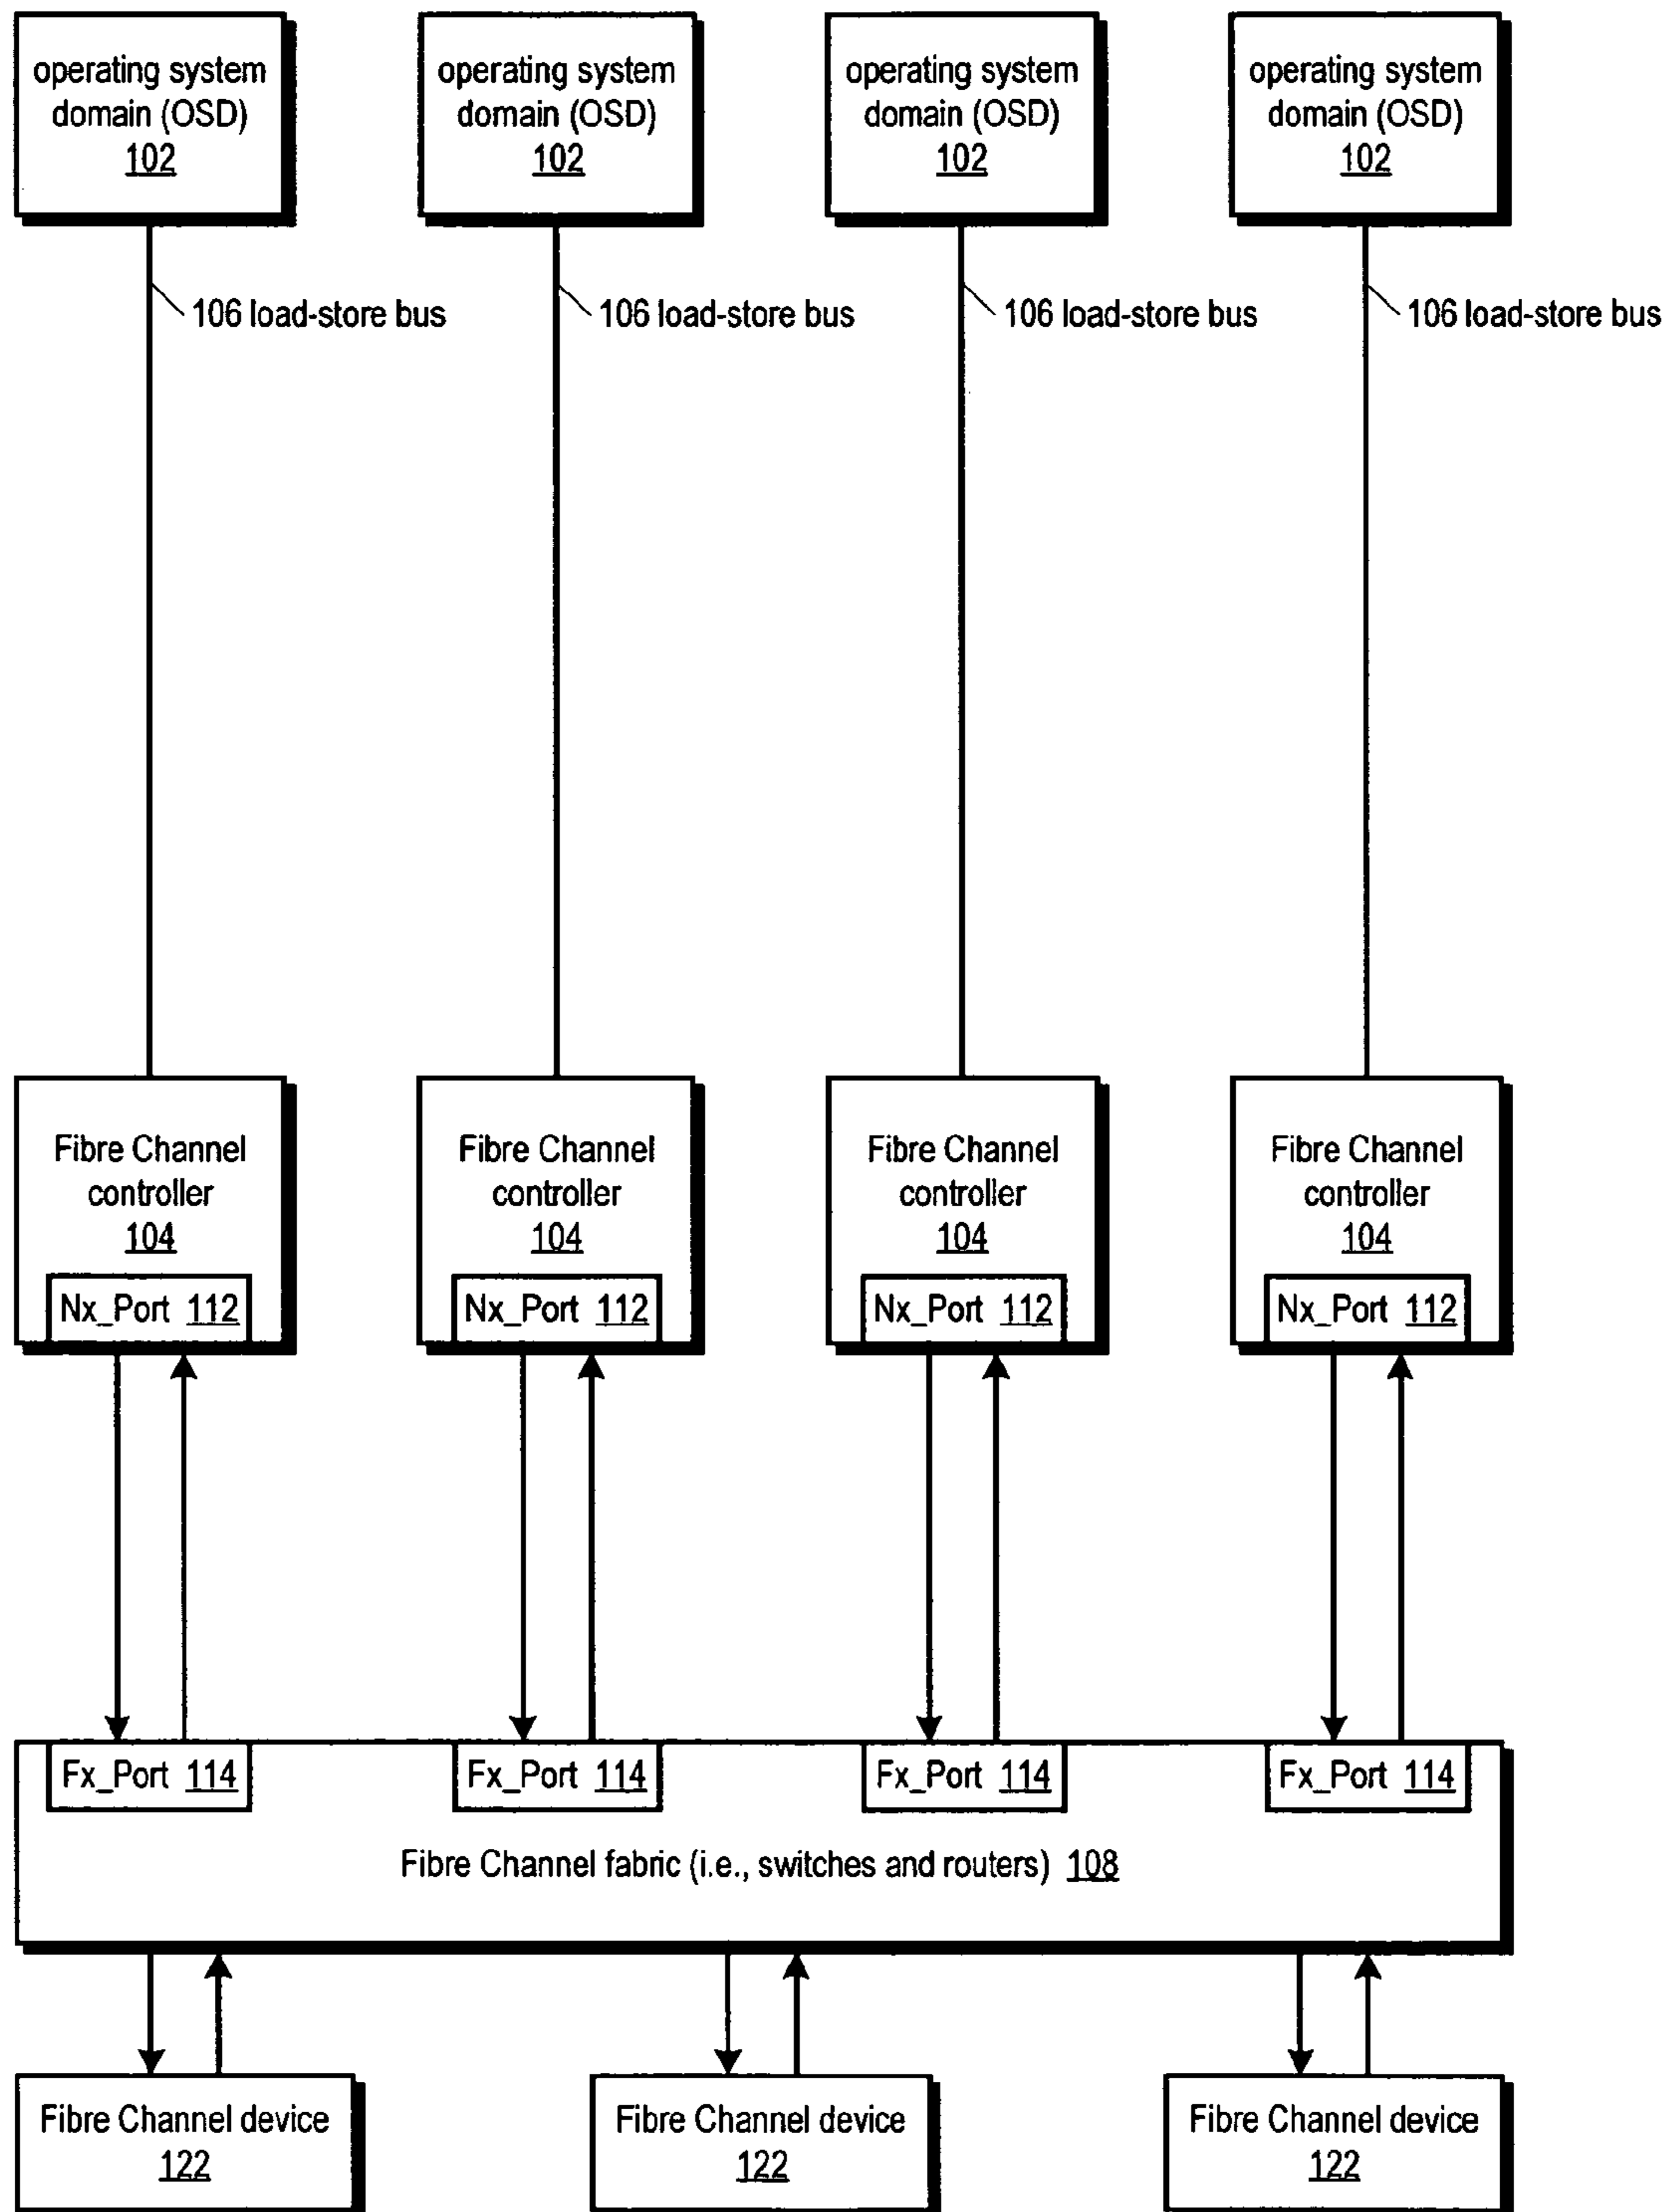 operating system
domain (OSD)
102
operating system
domain (OSD)
102
operating system
domain (OSD)
102
operating system
domain (OSD)
102
106 load-store bus
106 load-store bus
106 load-store bus
106 load-store bus
Fibre Channel
controller
104
Nx_Port 112
Fibre Channel
controller
104
Nx_Port 112
Fibre Channel
controller
104
Nx_Port 112
Fibre Channel
controller
104
Nx_Port 112
Fx_Port 114
Fx_Port 114
Fx_Port 114
Fx_Port 114
Fibre Channel fabric (i.e., switches and routers) 108
Fibre Channel device
122
Fibre Channel device
122
Fibre Channel device
122